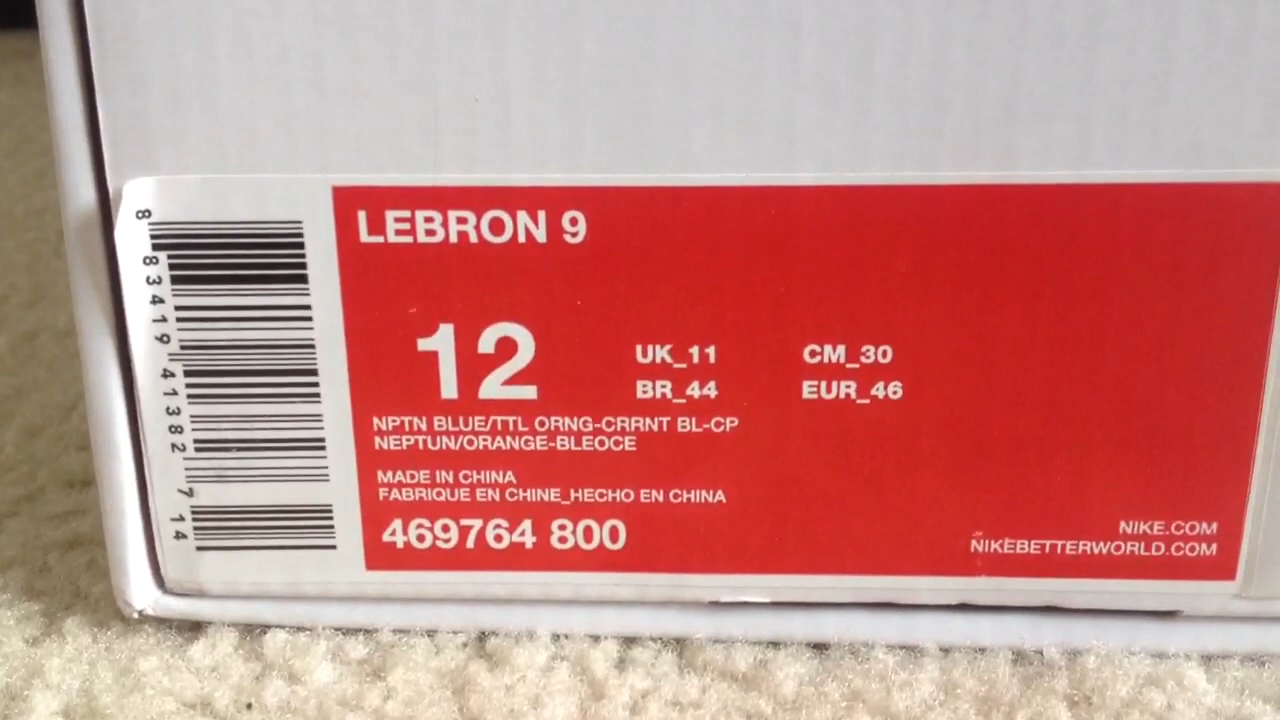 LEBRON 9
12
UK_11 CM_30
BR_44 EUR_46
NPTN BLUE/TTL ORNG-CRRNT BL-CP
NEPTUN/ORANGE-BLEOCE
MADE IN CHINA
FABRIQUE EN CHINE_HECHO EN CHINA
469764 800
NIKE.COM
NIKEBETTERWORLD.COM
8 83419 41382 7 14